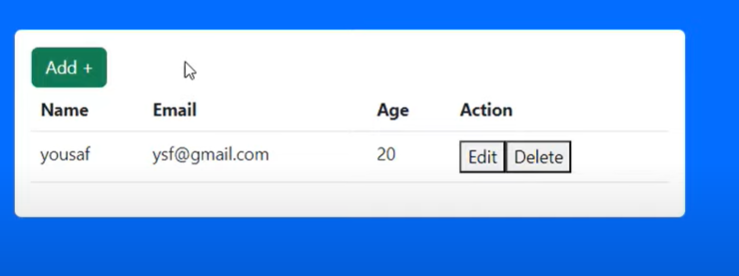 Add +
Name Email Age Action
yousaf ysf@gmail.com 20 Edit Delete